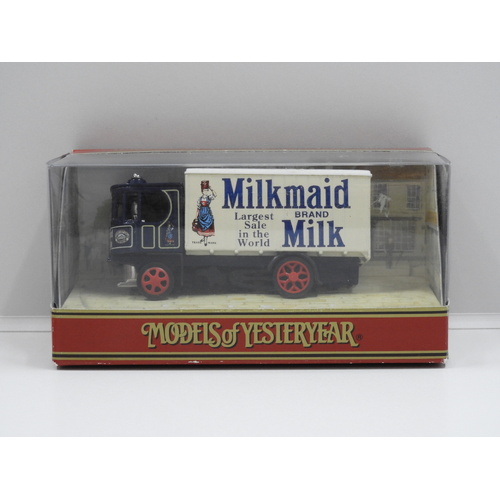 Milkmaid
BRAND
Largest
Sale
in the
World
Milk
MODELS of YESTERYEAR®